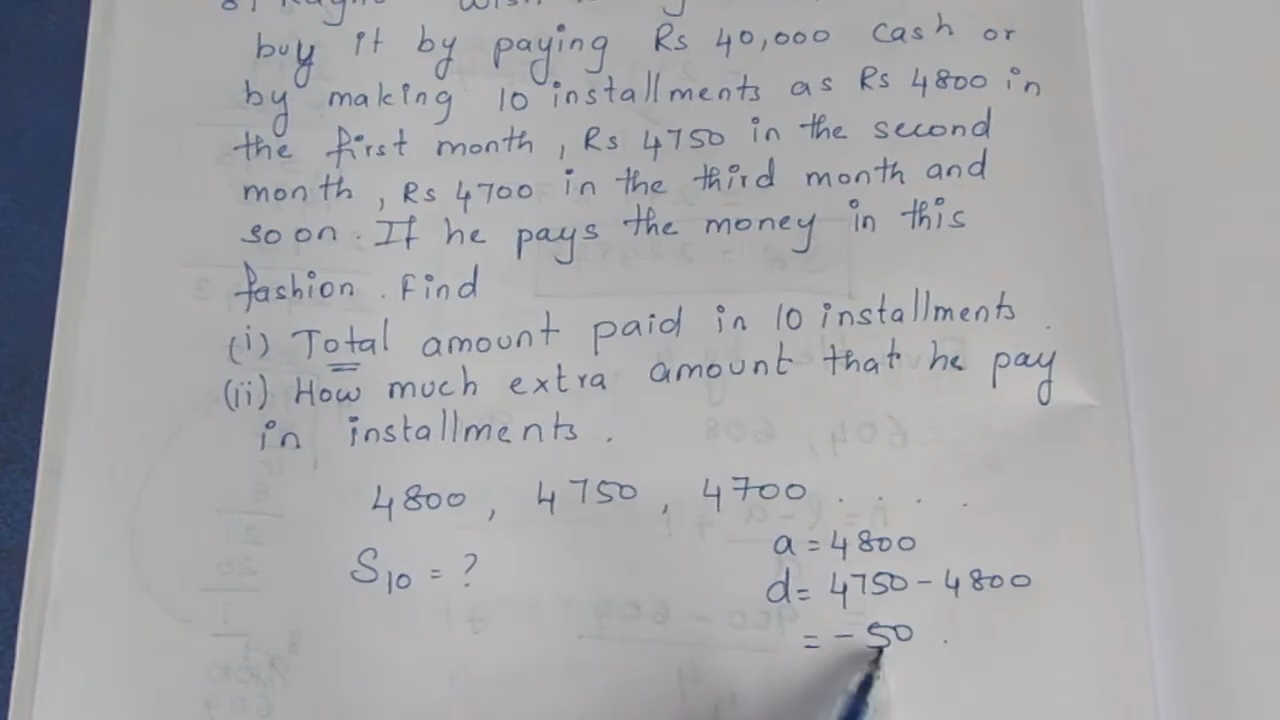 buy it by paying Rs 40,000 cash or
by making 10 installments as Rs 4800 in
the first month, Rs 4750 in the second
month, Rs 4700 in the third month and
so on. If he pays the money in this
fashion. Find
(i) Total amount paid in 10 installments.
(ii) How much extra amount that he pay
in installments.
4800, 4750, 4700 . . . .
a = 4800
S10 = ?
d = 4750 - 4800
= -50.